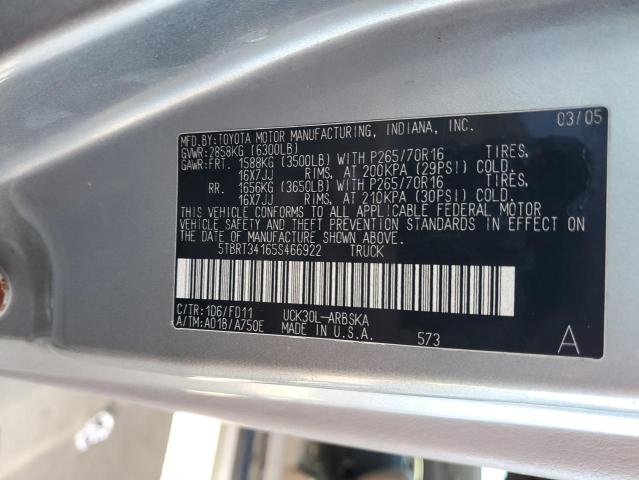 03/05
MFD.BY:TOYOTA MOTOR MANUFACTURING, INDIANA, INC.
GVWR:2858KG (6300LB)
GAWR:FRT. 1588KG (3500LB) WITH P265/70R16 TIRES,
16X7JJ RIMS, AT 200KPA (29PSI) COLD.
RR. 1656KG (3650LB) WITH P265/70R16 TIRES,
16X7JJ RIMS, AT 210KPA (30PSI) COLD.
THIS VEHICLE CONFORMS TO ALL APPLICABLE FEDERAL MOTOR
VEHICLE SAFETY AND THEFT PREVENTION STANDARDS IN EFFECT ON
THE DATE OF MANUFACTURE SHOWN ABOVE.
5TBRT34165S466922 TRUCK
C/TR:1D6/FD11 UCK30L-ARBSKA
A/TM:A01B/A750E MADE IN U.S.A. 573 A